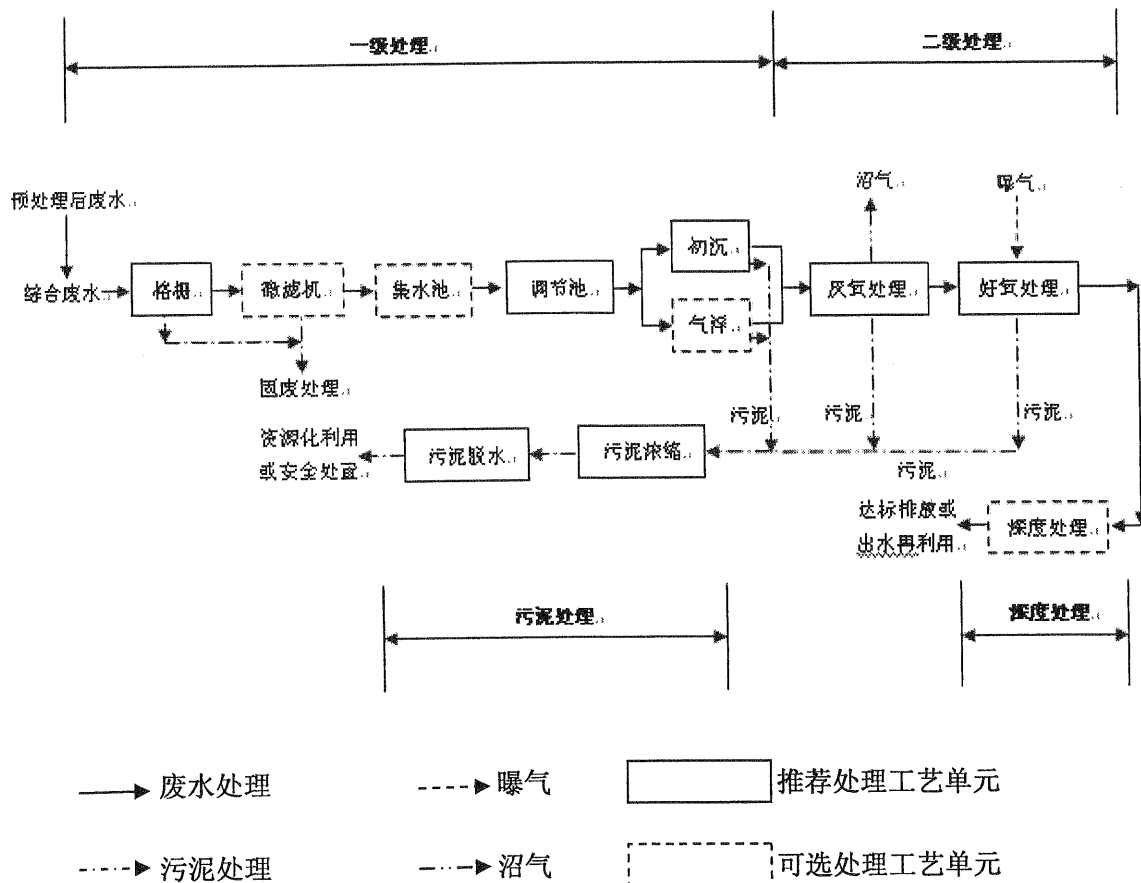 一级处理
二级处理
预处理后废水
沼气
曝气
综合废水
格栅
微滤机
集水池
调节池
初沉
气浮
厌氧处理
好氧处理
固废处理
污泥
污泥
污泥
资源化利用
或安全处置
污泥脱水
污泥浓缩
污泥
达标排放或
出水再利用
深度处理
污泥处理
深度处理
废水处理
曝气
推荐处理工艺单元
污泥处理
沼气
可选处理工艺单元